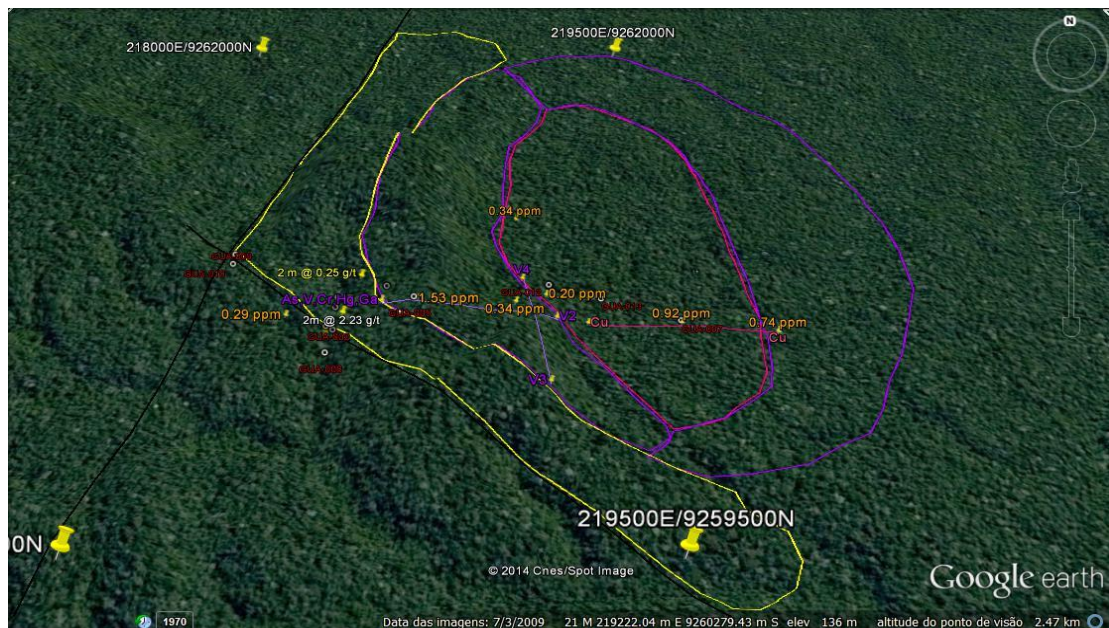 218000E/9262000N
219500E/9262000N
N
0.34 ppm
2 m @ 0.25 g/t
V4
As V Cr Hg Ga
1.53 ppm
0.20 ppm
0.29 ppm
0.34 ppm
V2
Cu
0.92 ppm
0.74 ppm
2m @ 2.23 g/t
Cu
V3
219500E/9259500N
00N
© 2014 Cnes/Spot Image
Google earth
1970
Data das imagens: 7/3/2009 21 M 219222.04 m E 9260279.43 m S elev 136 m altitude do ponto de visão 2.47 km